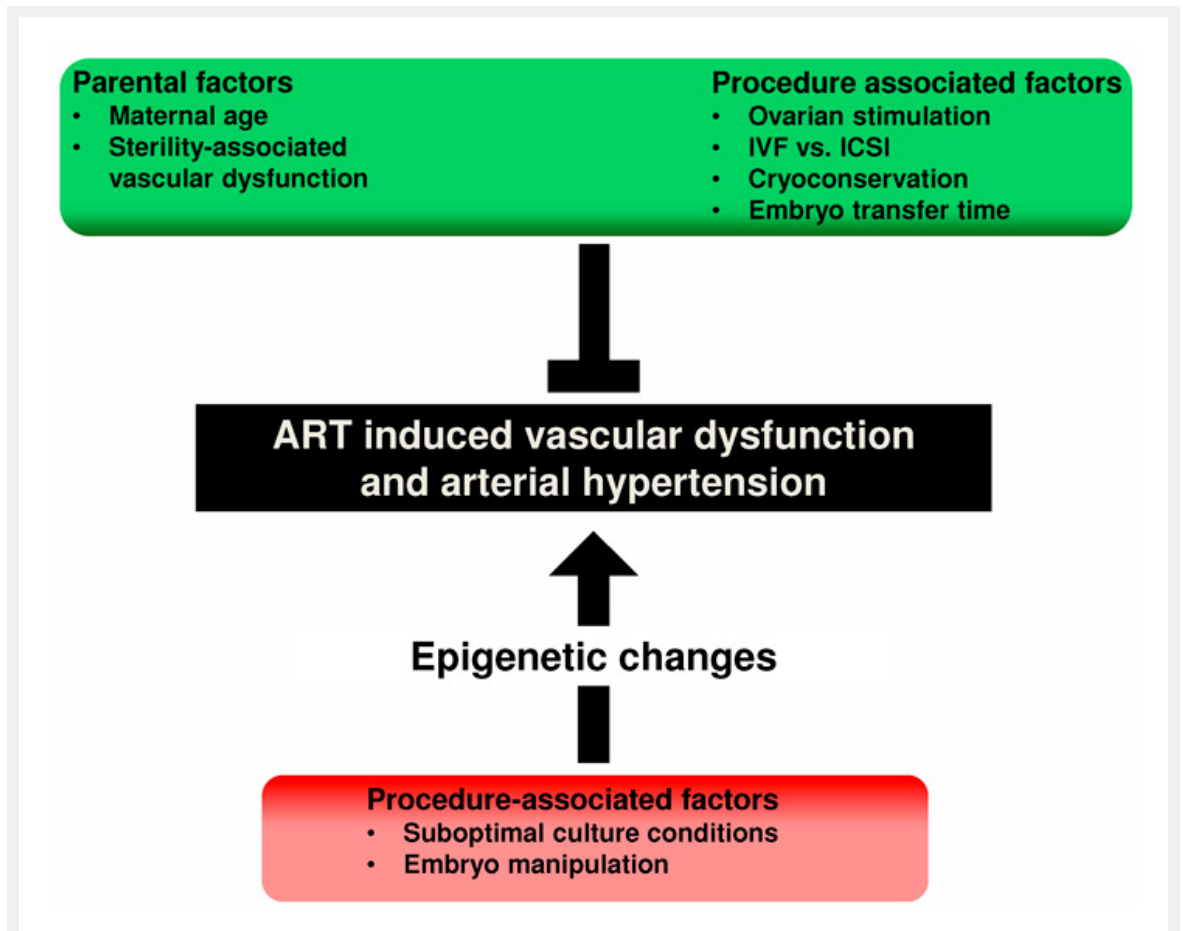 Parental factors
• Maternal age
• Sterility-associated
vascular dysfunction
Procedure associated factors
• Ovarian stimulation
• IVF vs. ICSI
• Cryoconservation
• Embryo transfer time
ART induced vascular dysfunction
and arterial hypertension
Epigenetic changes
Procedure-associated factors
• Suboptimal culture conditions
• Embryo manipulation